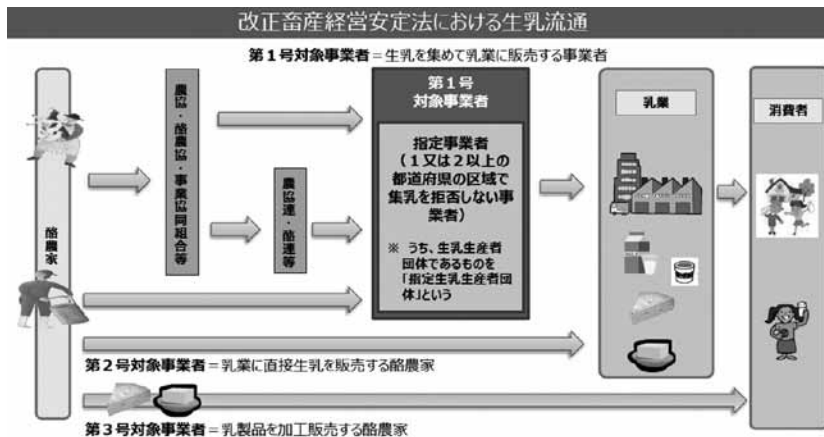 改正畜産経営安定法における生乳流通
第1号対象事業者=生乳を集めて乳業に販売する事業者
酪農家
農協・酪農協・事業協同組合等
農協連・酪連等
第1号
対象事業者
指定事業者
(1又は2以上の
都道府県の区域で
集乳を拒否しない事
業者)
※ うち、生乳生産者
団体であるものを
「指定生乳生産者団
体」という
乳業
消費者
第2号対象事業者=乳業に直接生乳を販売する酪農家
第3号対象事業者=乳製品を加工販売する酪農家